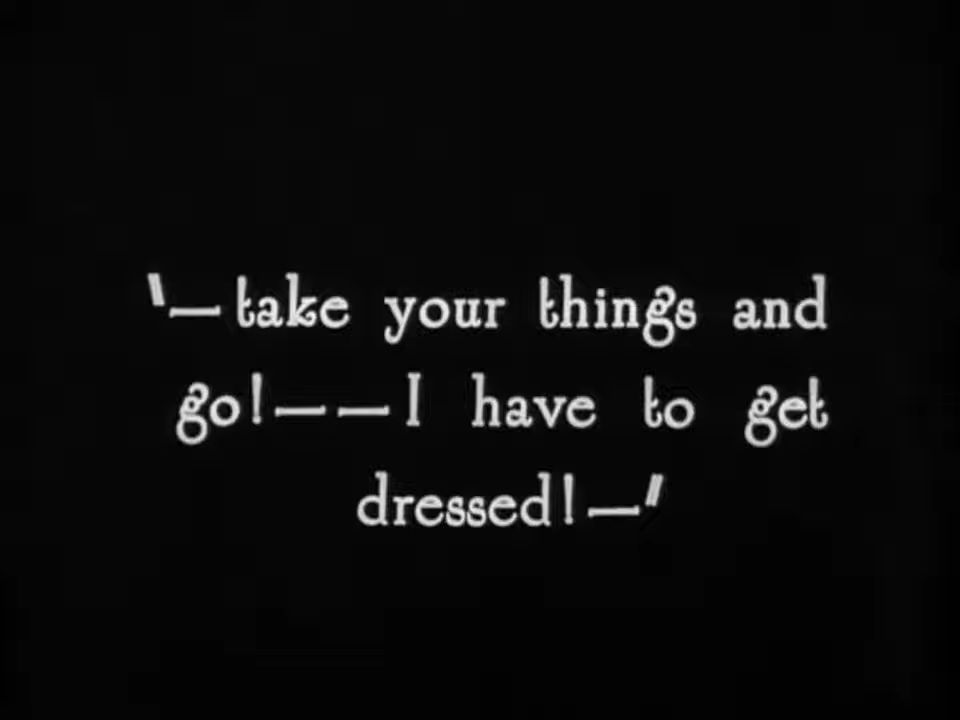 "—take your things and
go!——I have to get
dressed!—"